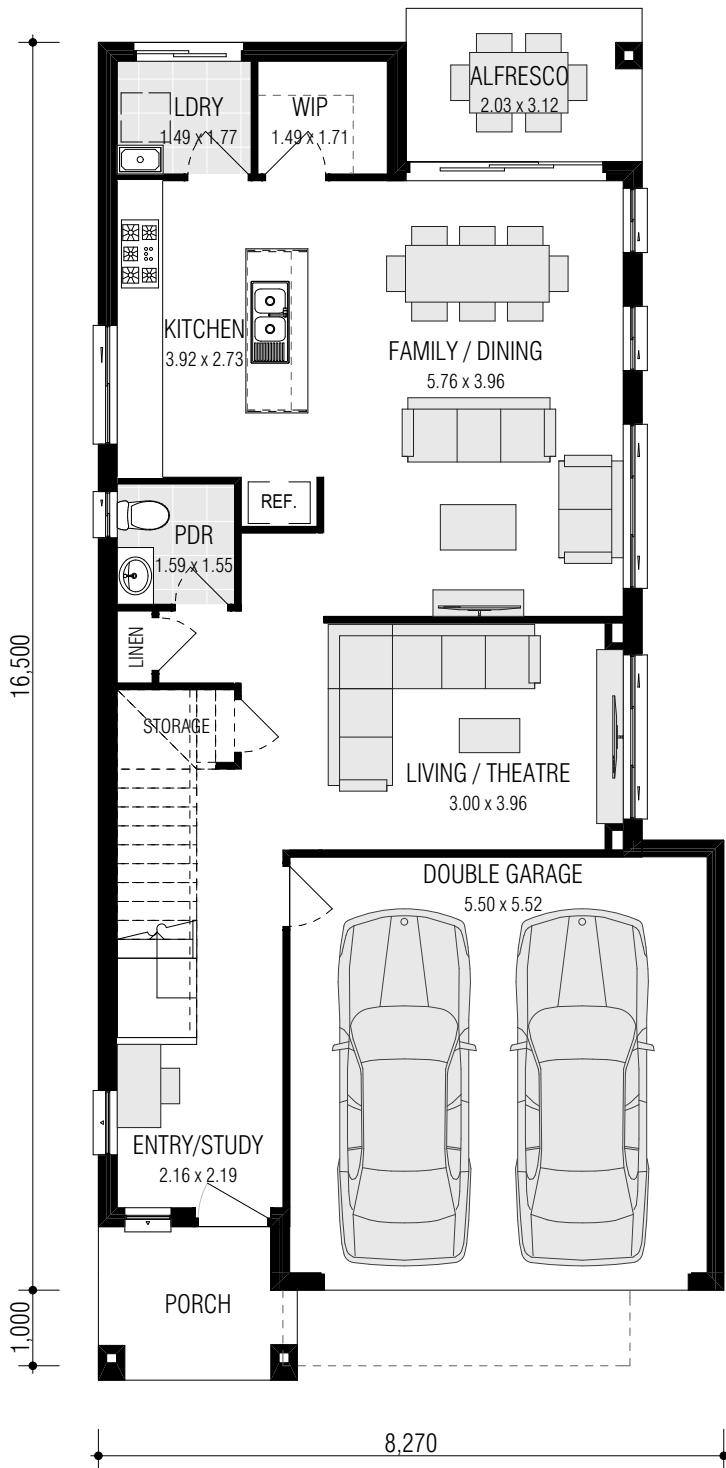 ALFRESCO
2.03 x 3.12
LDRY
1.49 x 1.77
WIP
1.49 x 1.71
KITCHEN
3.92 x 2.73
FAMILY / DINING
5.76 x 3.96
REF.
PDR
1.59 x 1.55
LINEN
16,500
STORAGE
LIVING / THEATRE
3.00 x 3.96
DOUBLE GARAGE
5.50 x 5.52
ENTRY/STUDY
2.16 x 2.19
PORCH
1,000
8,270